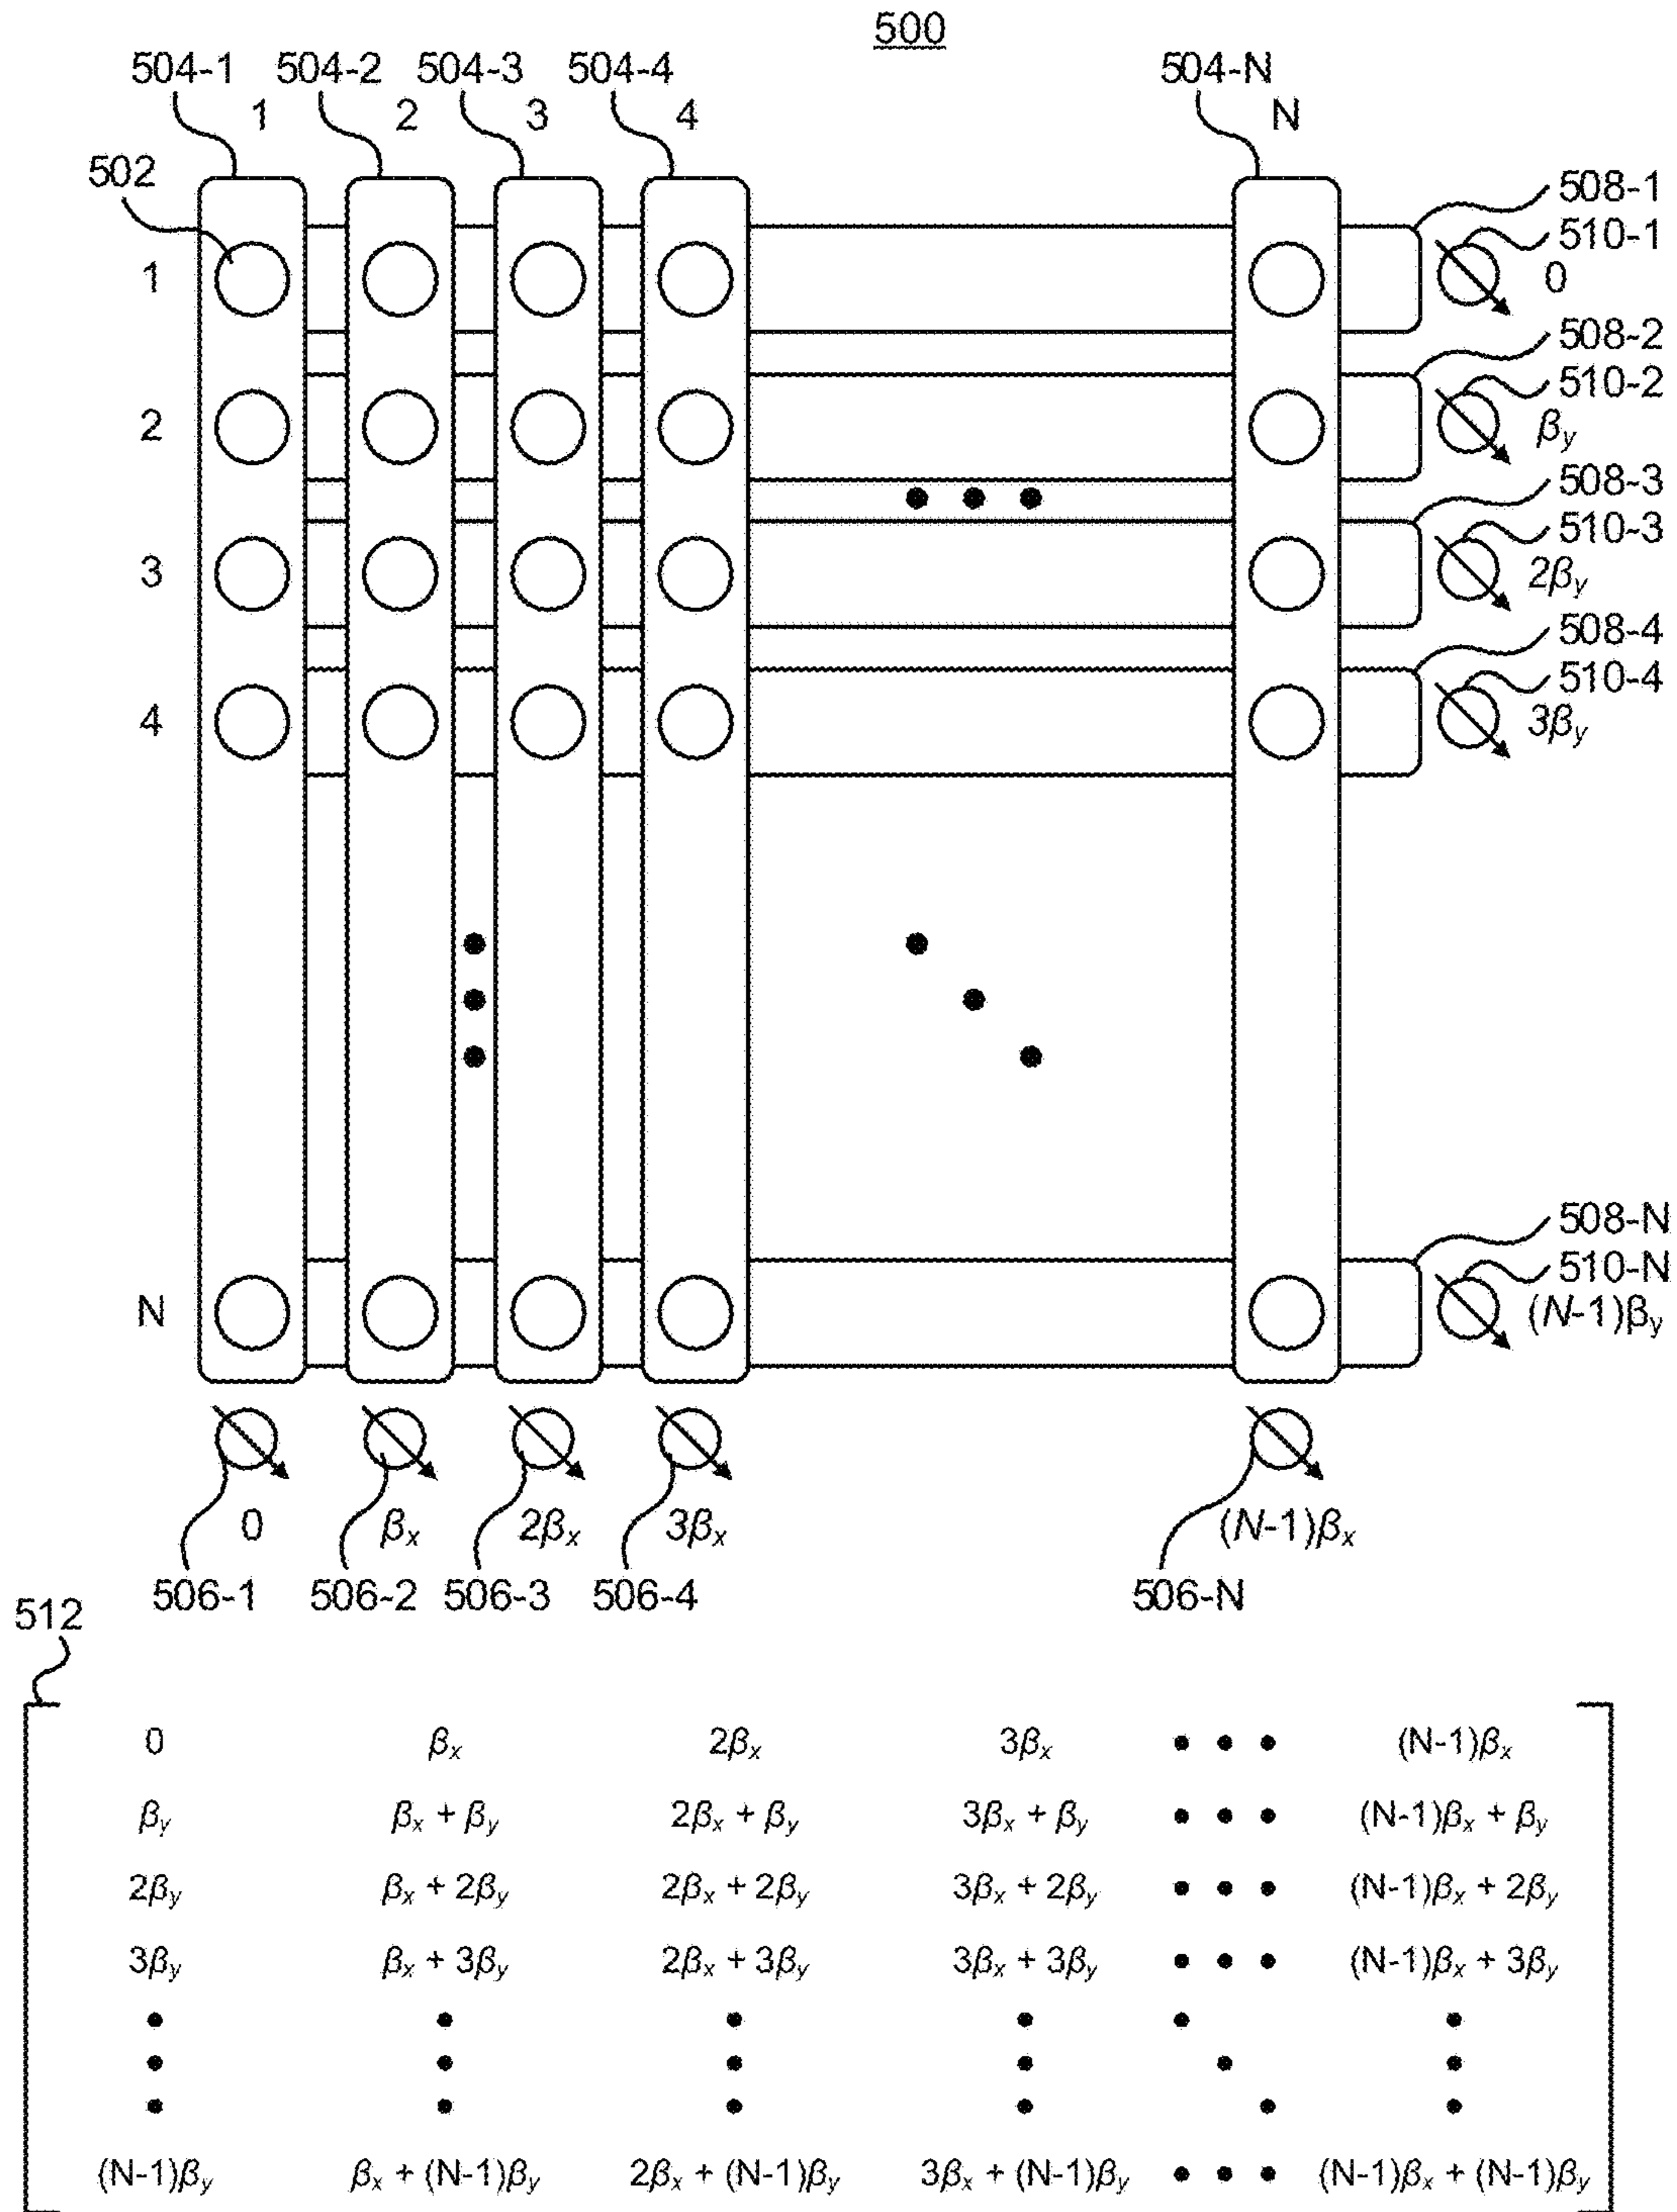 500
504-1 504-2 504-3 504-4 504-N
1 2 3 4 N
502
508-1
1 510-1
0
508-2
2 510-2
βy
508-3
3 510-3
2βy
508-4
4 510-4
3βy
508-N
N 510-N
(N-1)βy
0 βx 2βx 3βx (N-1)βx
506-1 506-2 506-3 506-4 506-N
512
0 βx 2βx 3βx • • • (N-1)βx
βy βx + βy 2βx + βy 3βx + βy • • • (N-1)βx + βy
2βy βx + 2βy 2βx + 2βy 3βx + 2βy • • • (N-1)βx + 2βy
3βy βx + 3βy 2βx + 3βy 3βx + 3βy • • • (N-1)βx + 3βy
(N-1)βy βx + (N-1)βy 2βx + (N-1)βy 3βx + (N-1)βy • • • (N-1)βx + (N-1)βy